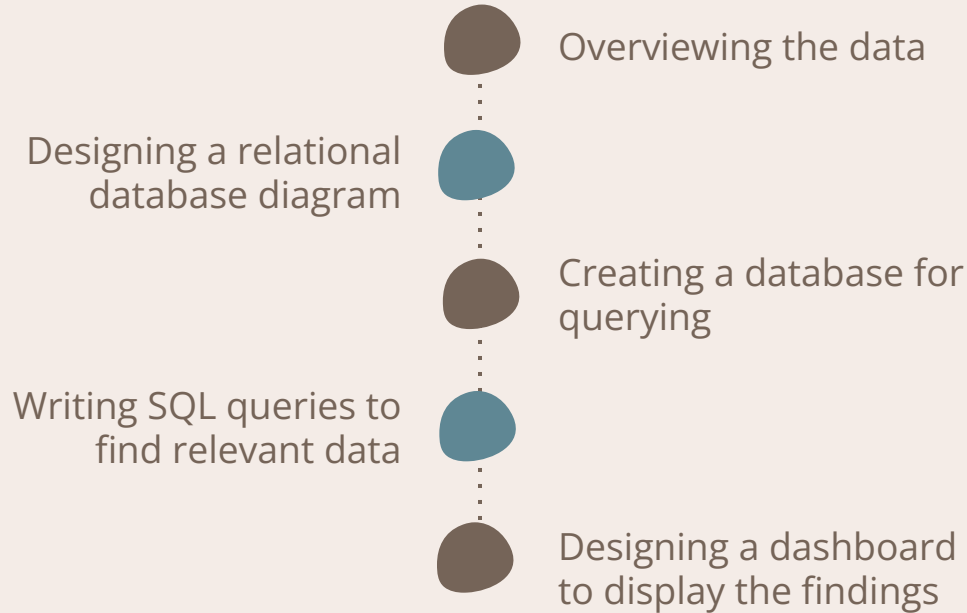 Overviewing the data
Designing a relational
database diagram
Creating a database for
querying
Writing SQL queries to
find relevant data
Designing a dashboard
to display the findings